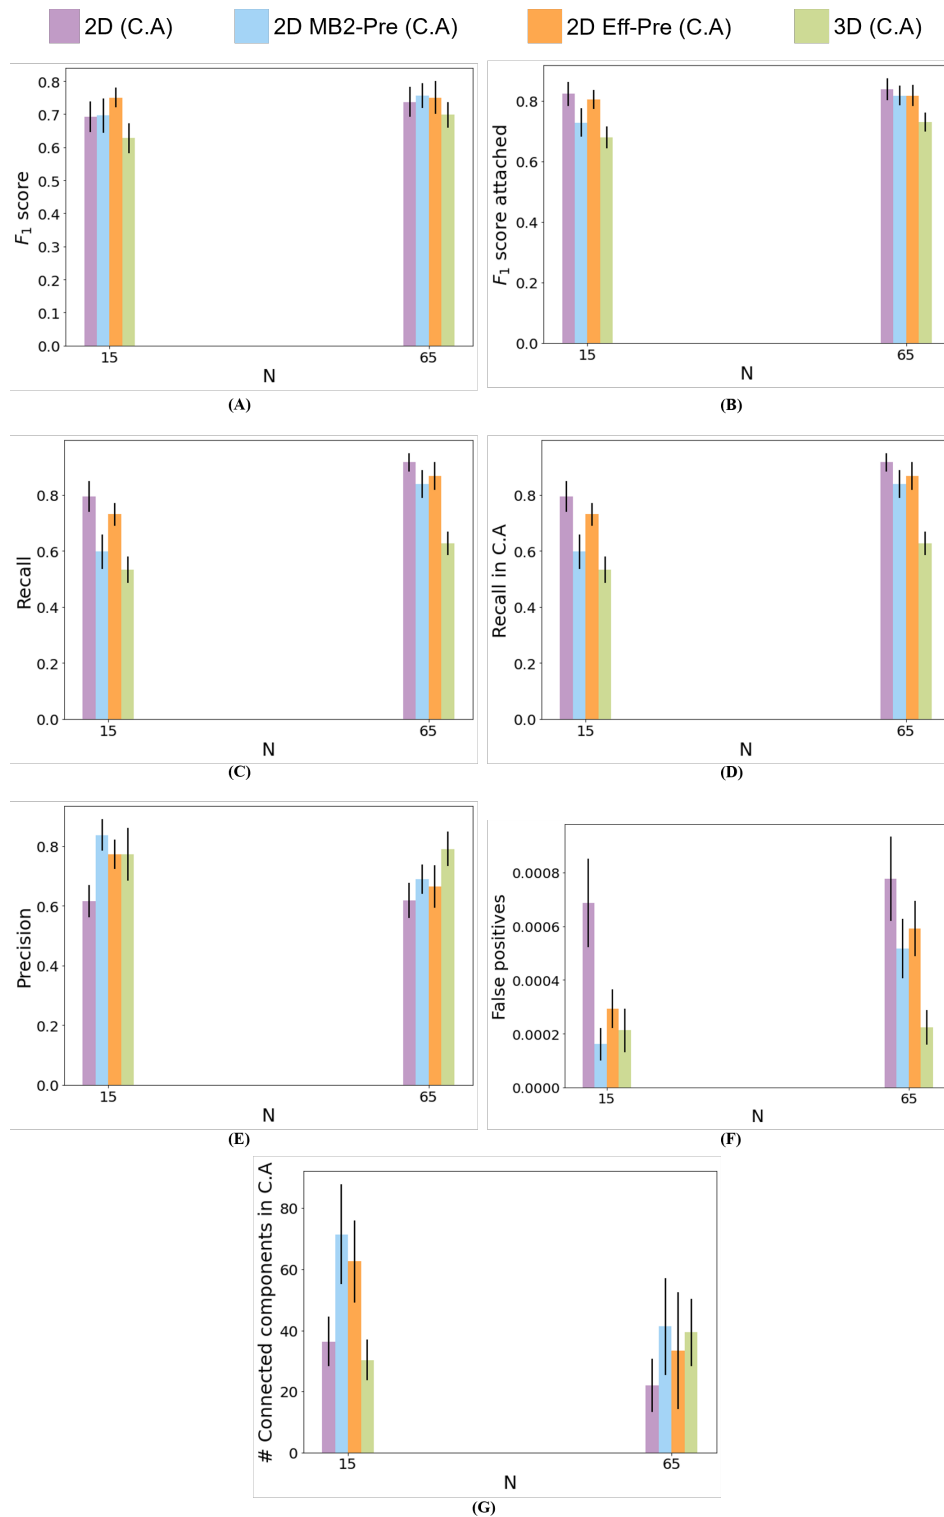 2D (C.A) 2D MB2-Pre (C.A) 2D Eff-Pre (C.A) 3D (C.A)
0.8
0.7
0.6
0.5
0.4
0.3
0.2
0.1
0.0
F1 score
15 65
N
(A)
0.8
0.6
0.4
0.2
0.0
F1 score attached
15 65
N
(B)
0.8
0.6
0.4
0.2
0.0
Recall
15 65
N
(C)
0.8
0.6
0.4
0.2
0.0
Recall in C.A
15 65
N
(D)
0.8
0.6
0.4
0.2
0.0
Precision
15 65
N
(E)
0.0008
0.0006
0.0004
0.0002
0.0000
False positives
15 65
N
(F)
80
60
40
20
0
# Connected components in C.A
15 65
N
(G)